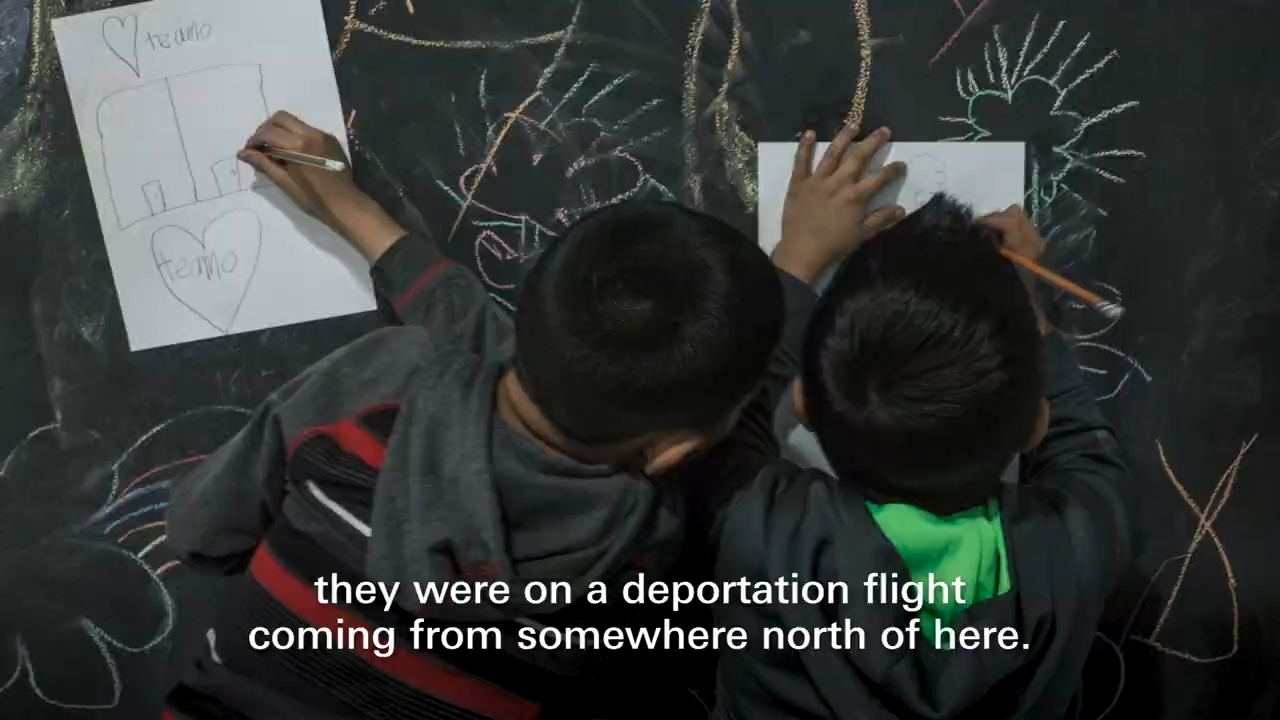 teamo
teamo
they were on a deportation flight
coming from somewhere north of here.